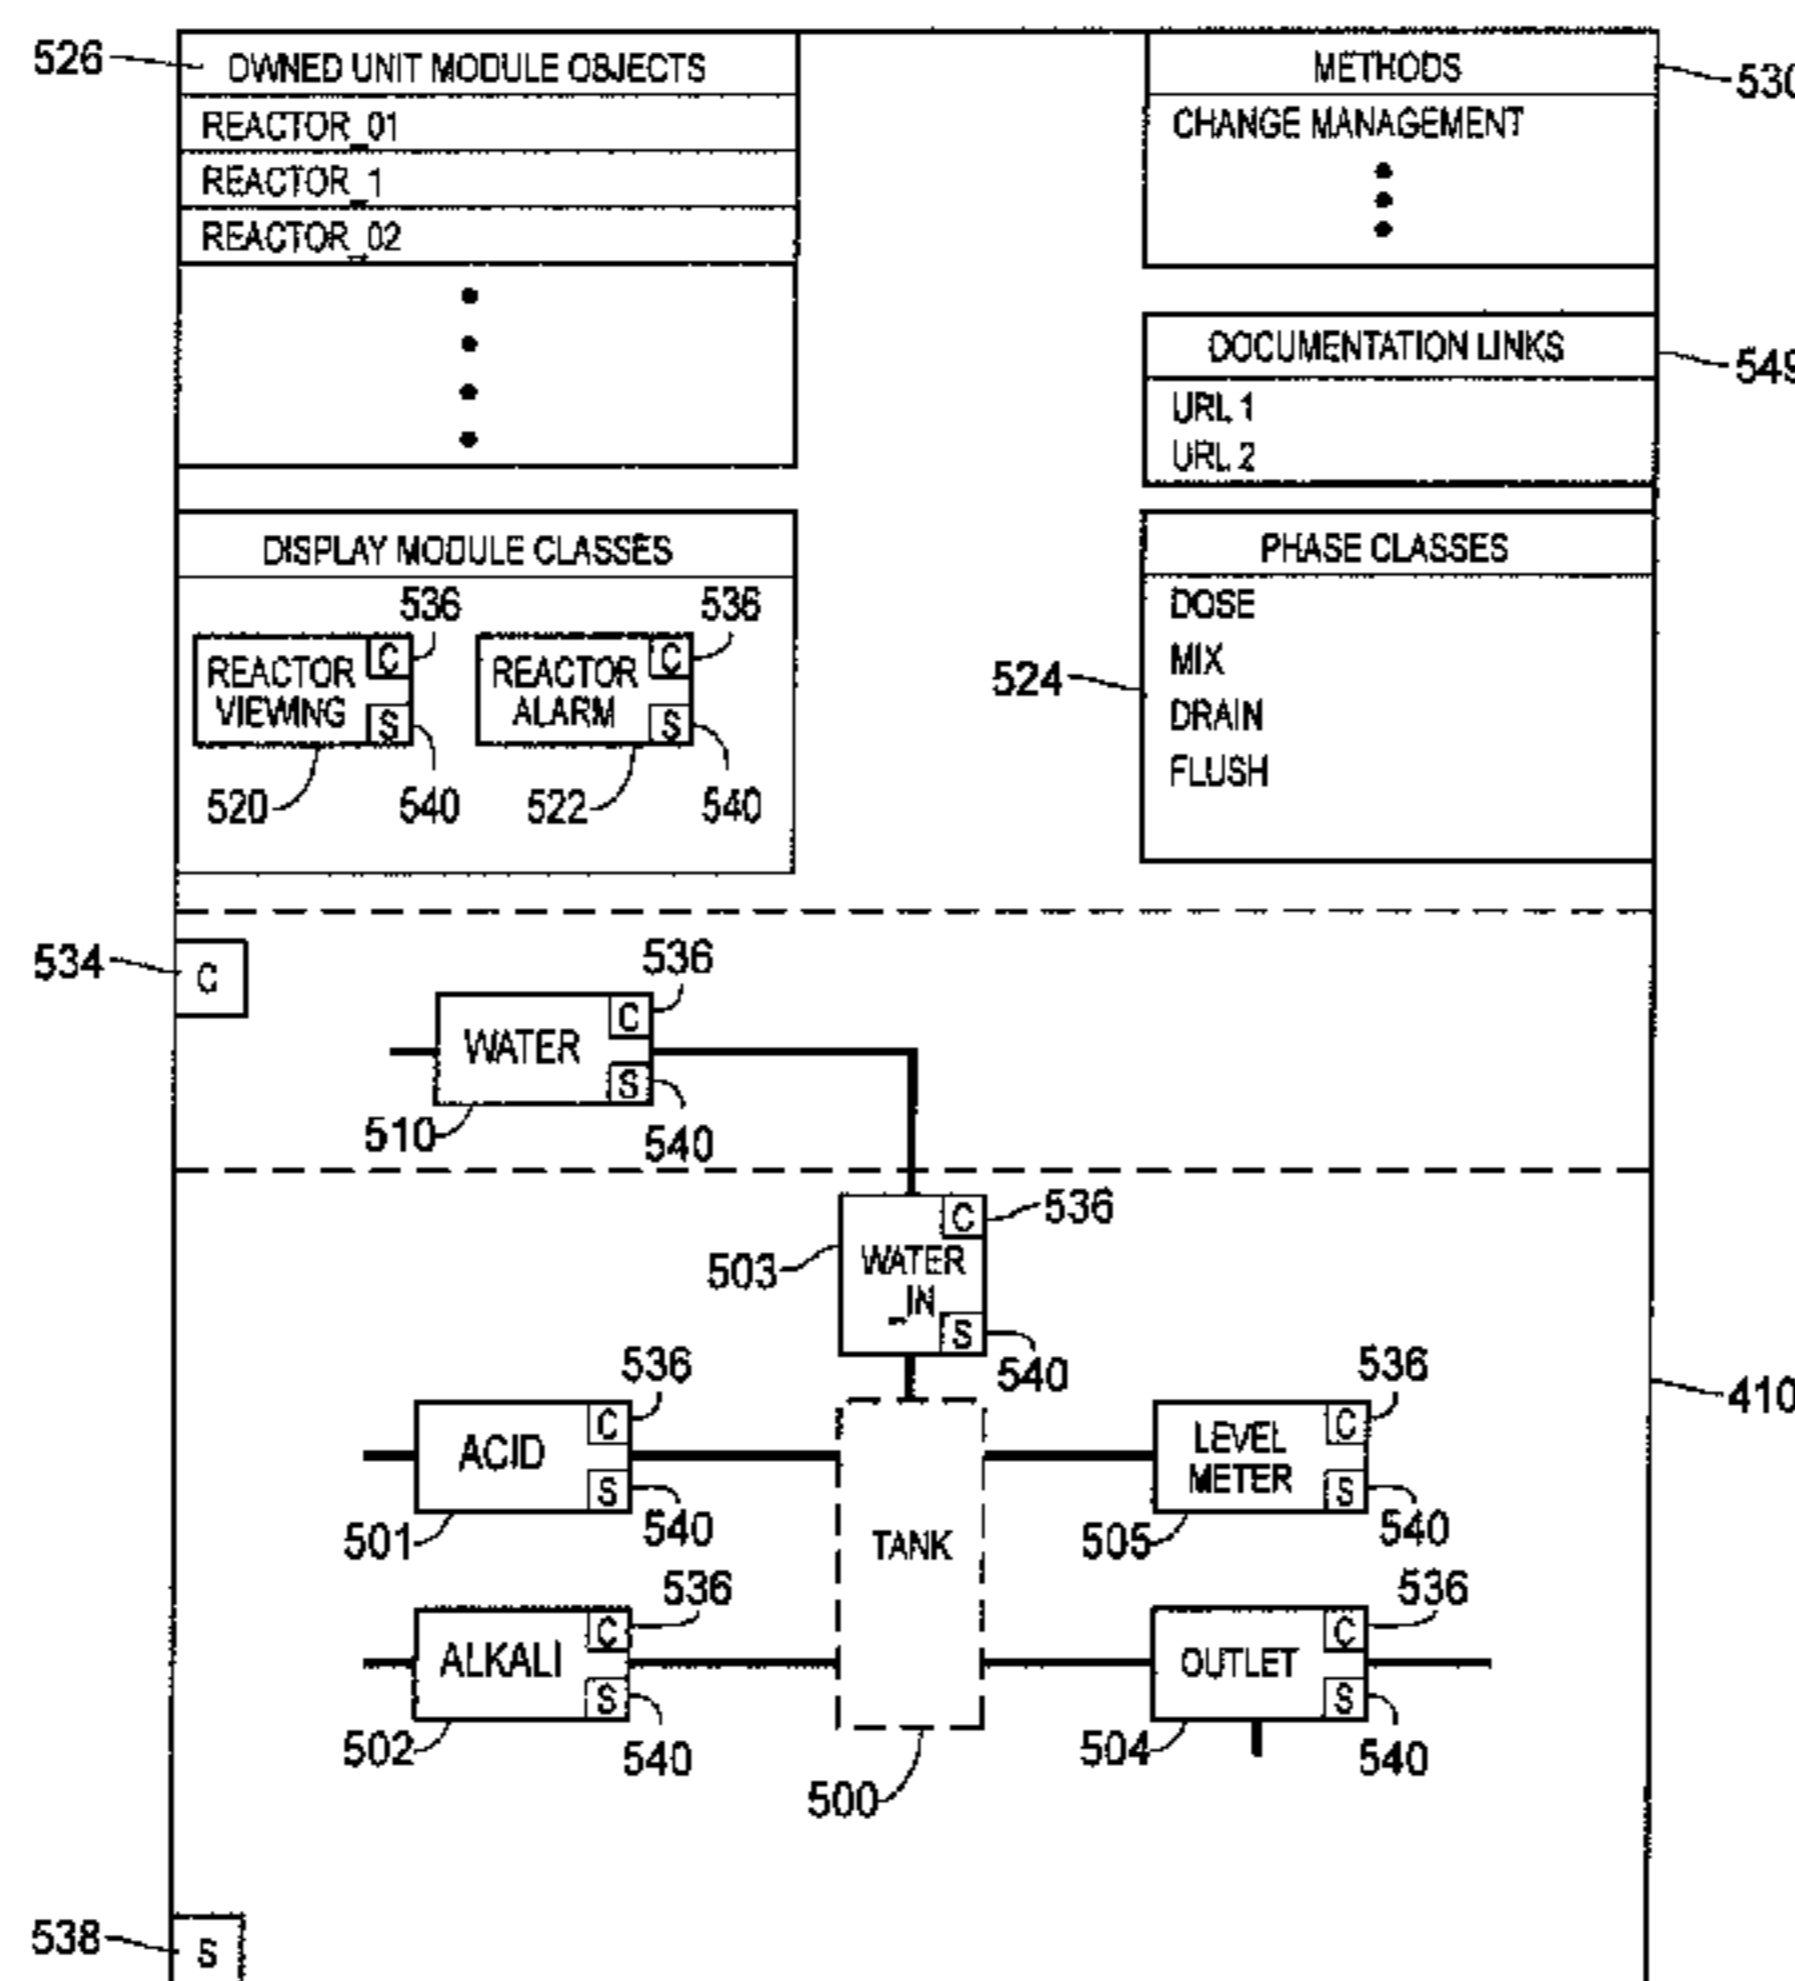 526 OWNED UNIT MODULE OBJECTS
REACTOR_01
REACTOR_1
REACTOR_02
METHODS 530
CHANGE MANAGEMENT
DOCUMENTATION LINKS 549
URL 1
URL 2
DISPLAY MODULE CLASSES
536 536
REACTOR C REACTOR C
VIEWING S ALARM S
520 540 522 540
PHASE CLASSES
DOSE
524 MIX
DRAIN
FLUSH
534 C
536
C
WATER
S
510 540
C 536
503 WATER
_IN
S
540
536
C
ACID
S
501 540
536
LEVEL C
METER S
505 540
410
TANK
536
C
ALKALI
S
502 540
536
C
OUTLET
S
504 540
500
538 S